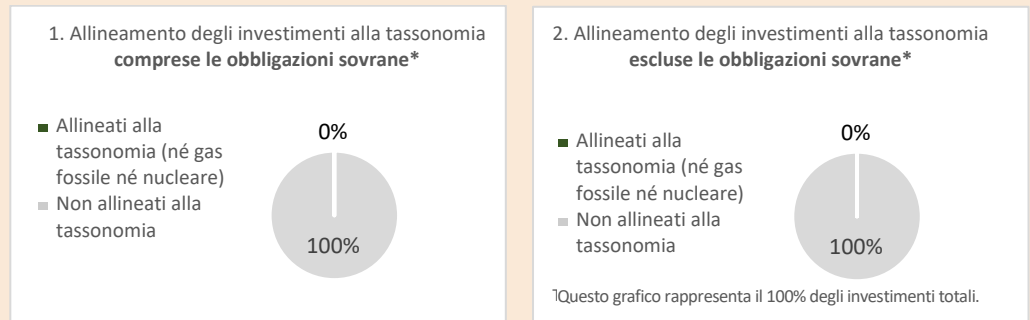 1. Allineamento degli investimenti alla tassonomia
comprese le obbligazioni sovrane*
Allineati alla
tassonomia (né gas
fossile né nucleare)
Non allineati alla
tassonomia
0%
100%
2. Allineamento degli investimenti alla tassonomia
escluse le obbligazioni sovrane*
Allineati alla
tassonomia (né gas
fossile né nucleare)
Non allineati alla
tassonomia
0%
100%
Questo grafico rappresenta il 100% degli investimenti totali.